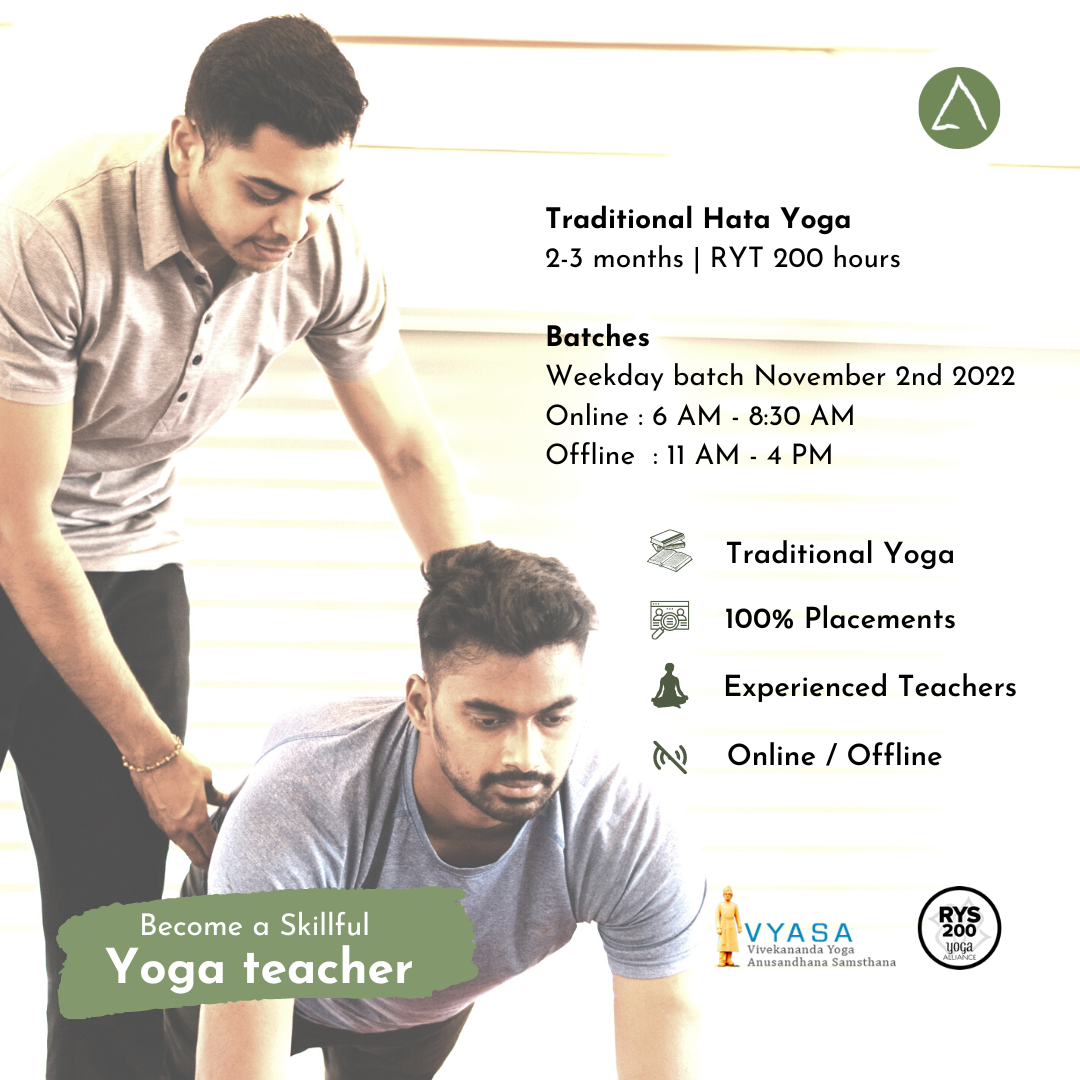 Traditional Hata Yoga
2-3 months | RYT 200 hours
Batches
Weekday batch November 2nd 2022
Online : 6 AM - 8:30 AM
Offline : 11 AM - 4 PM
Traditional Yoga
100% Placements
Experienced Teachers
Online / Offline
Become a Skillful
Yoga teacher
VYASA
Vivekananda Yoga
Anusandhana Samsthana
RYS
200
yoga
ALLIANCE